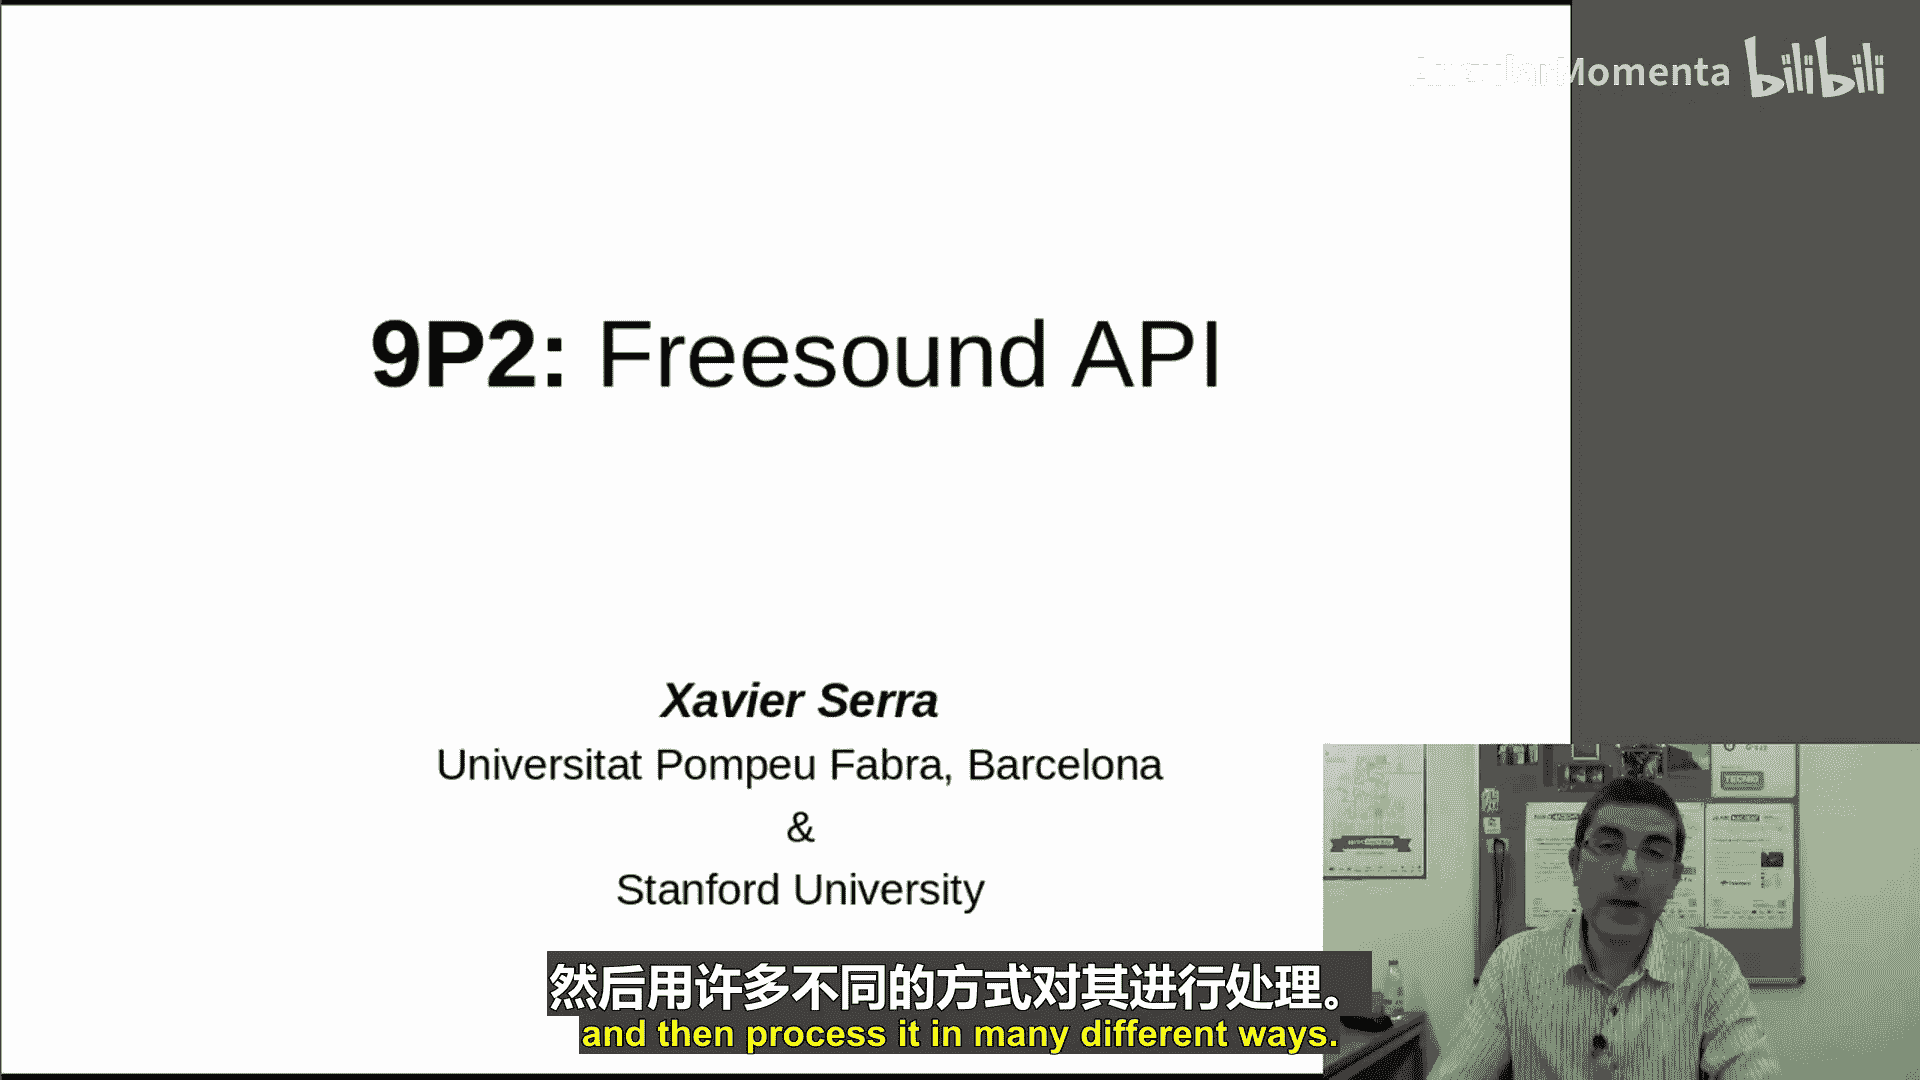 Momenta bilibili
9P2: Freesound API
Xavier Serra
Universitat Pompeu Fabra, Barcelona
&
Stanford University
TECNIO
然后用许多不同的方式对其进行处理。
and then process it in many different ways.